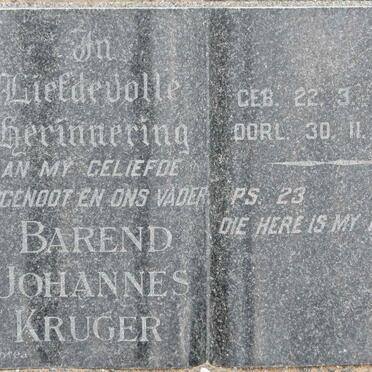 In
Liefdevolle
Herinnering
AN MY GELIEFDE
GENOOT EN ONS VADER
BAREND
JOHANNES
KRUGER
GEB. 22. 3.
OORL. 30. 11.
PS. 23
DIE HERE IS MY